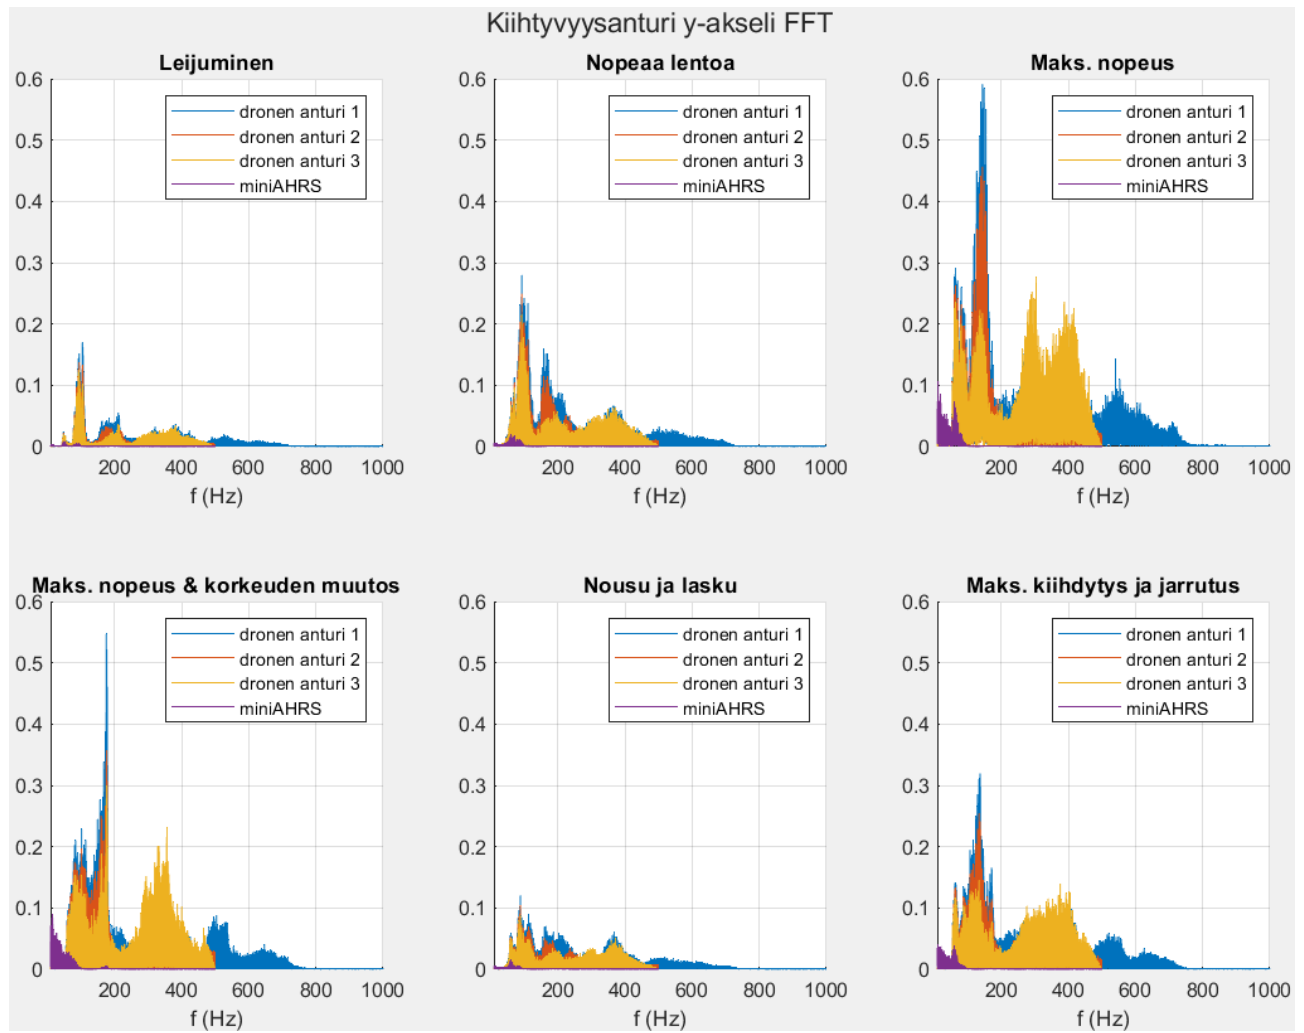 Kiihtyvyysanturi y-akseli FFT
Leijuminen
0.6
0.5
0.4
0.3
0.2
0.1
0
dronen anturi 1
dronen anturi 2
dronen anturi 3
miniAHRS
200 400 600 800 1000
f (Hz)
Nopeaa lentoa
0.6
0.5
0.4
0.3
0.2
0.1
0
dronen anturi 1
dronen anturi 2
dronen anturi 3
miniAHRS
200 400 600 800 1000
f (Hz)
Maks. nopeus
0.6
0.5
0.4
0.3
0.2
0.1
0
dronen anturi 1
dronen anturi 2
dronen anturi 3
miniAHRS
200 400 600 800 1000
f (Hz)
Maks. nopeus & korkeuden muutos
0.6
0.5
0.4
0.3
0.2
0.1
0
dronen anturi 1
dronen anturi 2
dronen anturi 3
miniAHRS
200 400 600 800 1000
f (Hz)
Nousu ja lasku
0.6
0.5
0.4
0.3
0.2
0.1
0
dronen anturi 1
dronen anturi 2
dronen anturi 3
miniAHRS
200 400 600 800 1000
f (Hz)
Maks. kiihdytys ja jarrutus
0.6
0.5
0.4
0.3
0.2
0.1
0
dronen anturi 1
dronen anturi 2
dronen anturi 3
miniAHRS
200 400 600 800 1000
f (Hz)